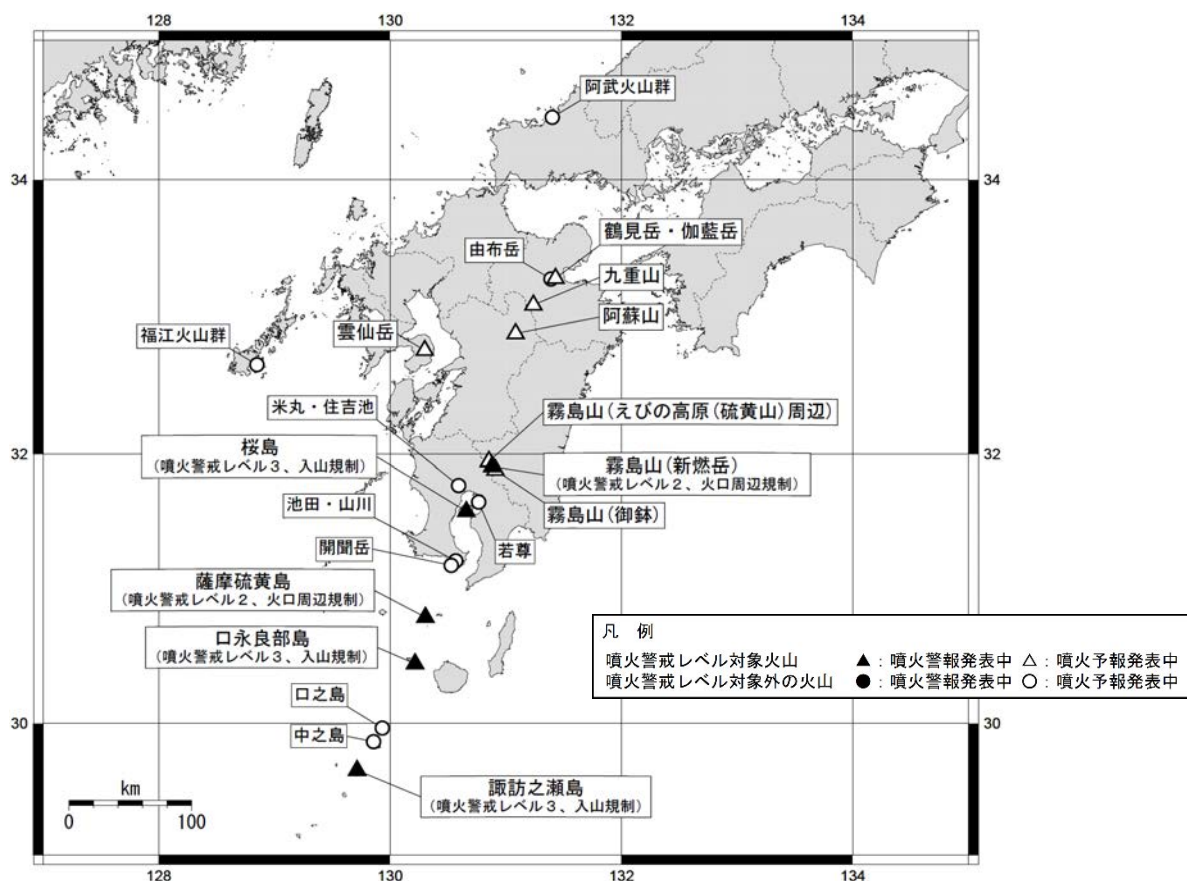 128
130
132
134
阿武火山群
34
34
鶴見岳・伽藍岳
由布岳
九重山
阿蘇山
雲仙岳
福江火山群
米丸・住吉池
霧島山(えびの高原(硫黄山)周辺)
桜島
(噴火警戒レベル3、入山規制)
32
32
霧島山(新燃岳)
(噴火警戒レベル2、火口周辺規制)
池田・山川
霧島山(御鉢)
開聞岳
若尊
薩摩硫黄島
(噴火警戒レベル2、火口周辺規制)
口永良部島
(噴火警戒レベル3、入山規制)
凡 例
噴火警戒レベル対象火山 ▲:噴火警報発表中 △:噴火予報発表中
噴火警戒レベル対象外の火山 ●:噴火警報発表中 ○:噴火予報発表中
口之島
30
30
中之島
諏訪之瀬島
(噴火警戒レベル3、入山規制)
km
0 100
128
130
132
134